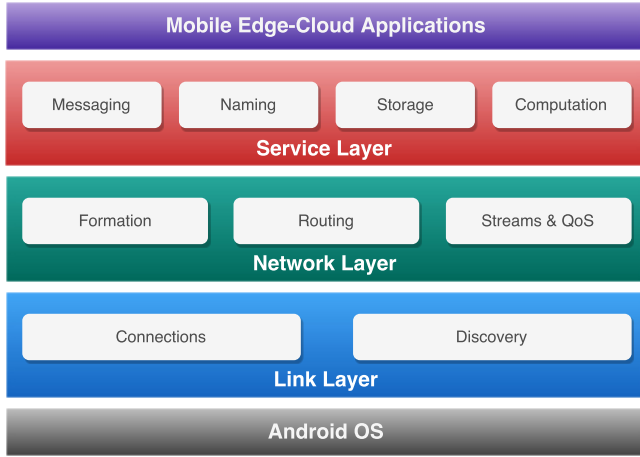 Mobile Edge-Cloud Applications
Messaging Naming Storage Computation
Service Layer
Formation Routing Streams & QoS
Network Layer
Connections Discovery
Link Layer
Android OS